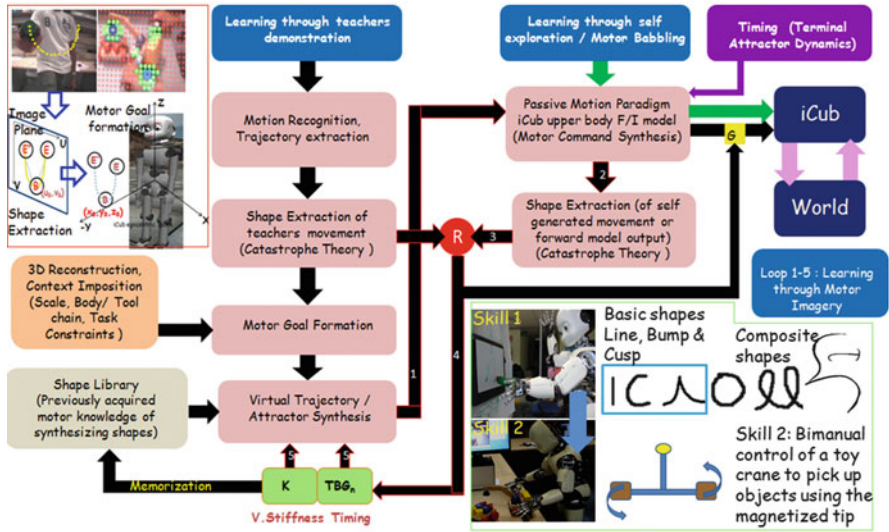 Learning through teachers
demonstration
Learning through self
exploration / Motor Babbling
Timing (Terminal
Attractor Dynamics)
Motion Recognition,
Trajectory extraction
Passive Motion Paradigm
iCub upper body F/I model
(Motor Command Synthesis)
G
iCub
World
2
Shape Extraction of
teachers movement
(Catastrophe Theory )
R
3
Shape Extraction (of self
generated movement or
forward model output)
(Catastrophe Theory )
Loop 1-5 : Learning
through Motor
Imagery
Image
Plane
Motor Goal
formation
Z
U
E
E
E
E
V
B
B
Shape
Extraction
-Y
X
3D Reconstruction,
Context Imposition
(Scale, Body/ Tool
chain, Task
Constraints )
Motor Goal Formation
1
4
Shape Library
(Previously acquired
motor knowledge of
synthesizing shapes)
Virtual Trajectory /
Attractor Synthesis
5
5
Memorization
K
TBGn
V.Stiffness Timing
Skill 1
Basic shapes
Line, Bump &
Cusp
Composite
shapes
Skill 2
Skill 2: Bimanual
control of a toy
crane to pick up
objects using the
magnetized tip